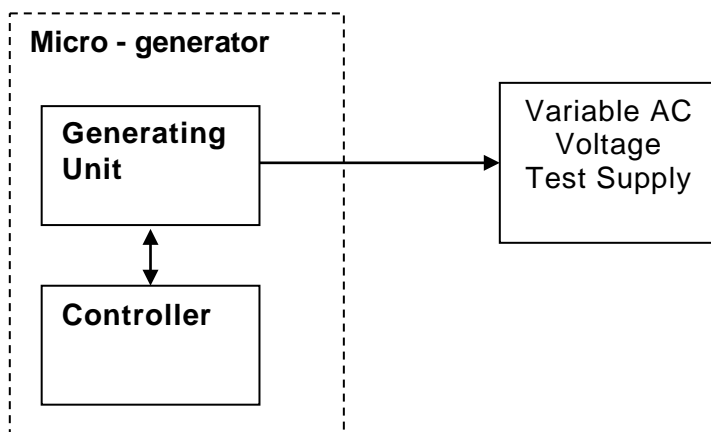 Micro - generator
Generating
Unit
Controller
Variable AC
Voltage
Test Supply